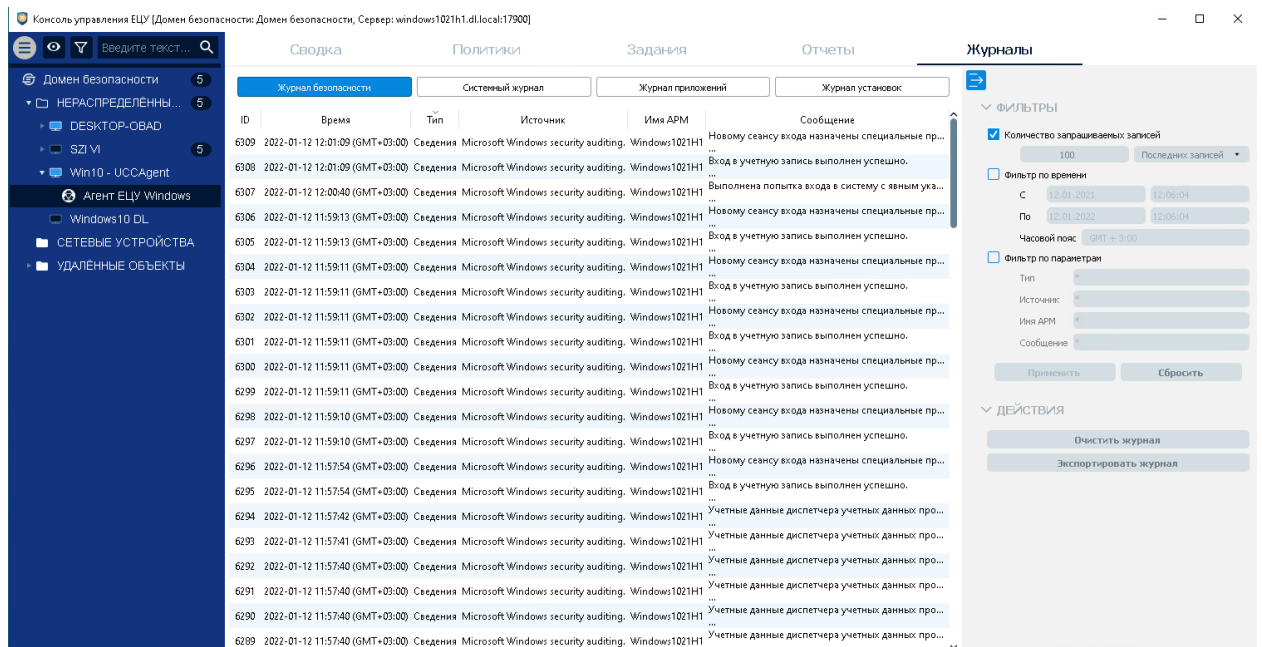 Консоль управления ЕЦУ [Домен безопасности: Домен безопасности, Сервер: windows1021h1.dl.local:17900]
Введите текст...
Сводка Политики Задания Отчеты Журналы
Домен безопасности 5
НЕРАСПРЕДЕЛЁННЫ... 5
DESKTOP-OBAD
SZI VI 5
Win10 - UCCAgent
Агент ЕЦУ Windows
Windows10 DL
СЕТЕВЫЕ УСТРОЙСТВА
УДАЛЁННЫЕ ОБЪЕКТЫ
Журнал безопасности Системный журнал Журнал приложений Журнал установок
ID Время Тип Источник Имя АРМ Сообщение
6309 2022-01-12 12:01:09 (GMT+03:00) Сведения Microsoft Windows security auditing. Windows1021H1 Новому сеансу входа назначены специальные пр...
...
6308 2022-01-12 12:01:09 (GMT+03:00) Сведения Microsoft Windows security auditing. Windows1021H1 Вход в учетную запись выполнен успешно.
...
6307 2022-01-12 12:00:40 (GMT+03:00) Сведения Microsoft Windows security auditing. Windows1021H1 Выполнена попытка входа в систему с явным ука...
6306 2022-01-12 11:59:13 (GMT+03:00) Сведения Microsoft Windows security auditing. Windows1021H1 Новому сеансу входа назначены специальные пр...
...
6305 2022-01-12 11:59:13 (GMT+03:00) Сведения Microsoft Windows security auditing. Windows1021H1 Вход в учетную запись выполнен успешно.
...
6304 2022-01-12 11:59:11 (GMT+03:00) Сведения Microsoft Windows security auditing. Windows1021H1 Новому сеансу входа назначены специальные пр...
...
6303 2022-01-12 11:59:11 (GMT+03:00) Сведения Microsoft Windows security auditing. Windows1021H1 Вход в учетную запись выполнен успешно.
...
6302 2022-01-12 11:59:11 (GMT+03:00) Сведения Microsoft Windows security auditing. Windows1021H1 Новому сеансу входа назначены специальные пр...
...
6301 2022-01-12 11:59:11 (GMT+03:00) Сведения Microsoft Windows security auditing. Windows1021H1 Вход в учетную запись выполнен успешно.
...
6300 2022-01-12 11:59:11 (GMT+03:00) Сведения Microsoft Windows security auditing. Windows1021H1 Новому сеансу входа назначены специальные пр...
...
6299 2022-01-12 11:59:11 (GMT+03:00) Сведения Microsoft Windows security auditing. Windows1021H1 Вход в учетную запись выполнен успешно.
...
6298 2022-01-12 11:59:10 (GMT+03:00) Сведения Microsoft Windows security auditing. Windows1021H1 Новому сеансу входа назначены специальные пр...
...
6297 2022-01-12 11:59:10 (GMT+03:00) Сведения Microsoft Windows security auditing. Windows1021H1 Вход в учетную запись выполнен успешно.
...
6296 2022-01-12 11:57:54 (GMT+03:00) Сведения Microsoft Windows security auditing. Windows1021H1 Новому сеансу входа назначены специальные пр...
...
6295 2022-01-12 11:57:54 (GMT+03:00) Сведения Microsoft Windows security auditing. Windows1021H1 Вход в учетную запись выполнен успешно.
...
6294 2022-01-12 11:57:42 (GMT+03:00) Сведения Microsoft Windows security auditing. Windows1021H1 Учетные данные диспетчера учетных данных про...
...
6293 2022-01-12 11:57:41 (GMT+03:00) Сведения Microsoft Windows security auditing. Windows1021H1 Учетные данные диспетчера учетных данных про...
...
6292 2022-01-12 11:57:40 (GMT+03:00) Сведения Microsoft Windows security auditing. Windows1021H1 Учетные данные диспетчера учетных данных про...
...
6291 2022-01-12 11:57:40 (GMT+03:00) Сведения Microsoft Windows security auditing. Windows1021H1 Учетные данные диспетчера учетных данных про...
...
6290 2022-01-12 11:57:40 (GMT+03:00) Сведения Microsoft Windows security auditing. Windows1021H1 Учетные данные диспетчера учетных данных про...
...
6289 2022-01-12 11:57:40 (GMT+03:00) Сведения Microsoft Windows security auditing. Windows1021H1 Учетные данные диспетчера учетных данных про...
ФИЛЬТРЫ
Количество запрашиваемых записей
100 Последних записей
Фильтр по времени
С 12.01.2021 12:06:04
По 12.01.2022 12:06:04
Часовой пояс GMT + 3:00
Фильтр по параметрам
Тип *
Источник *
Имя АРМ *
Сообщение *
Применить Сбросить
ДЕЙСТВИЯ
Очистить журнал
Экспортировать журнал